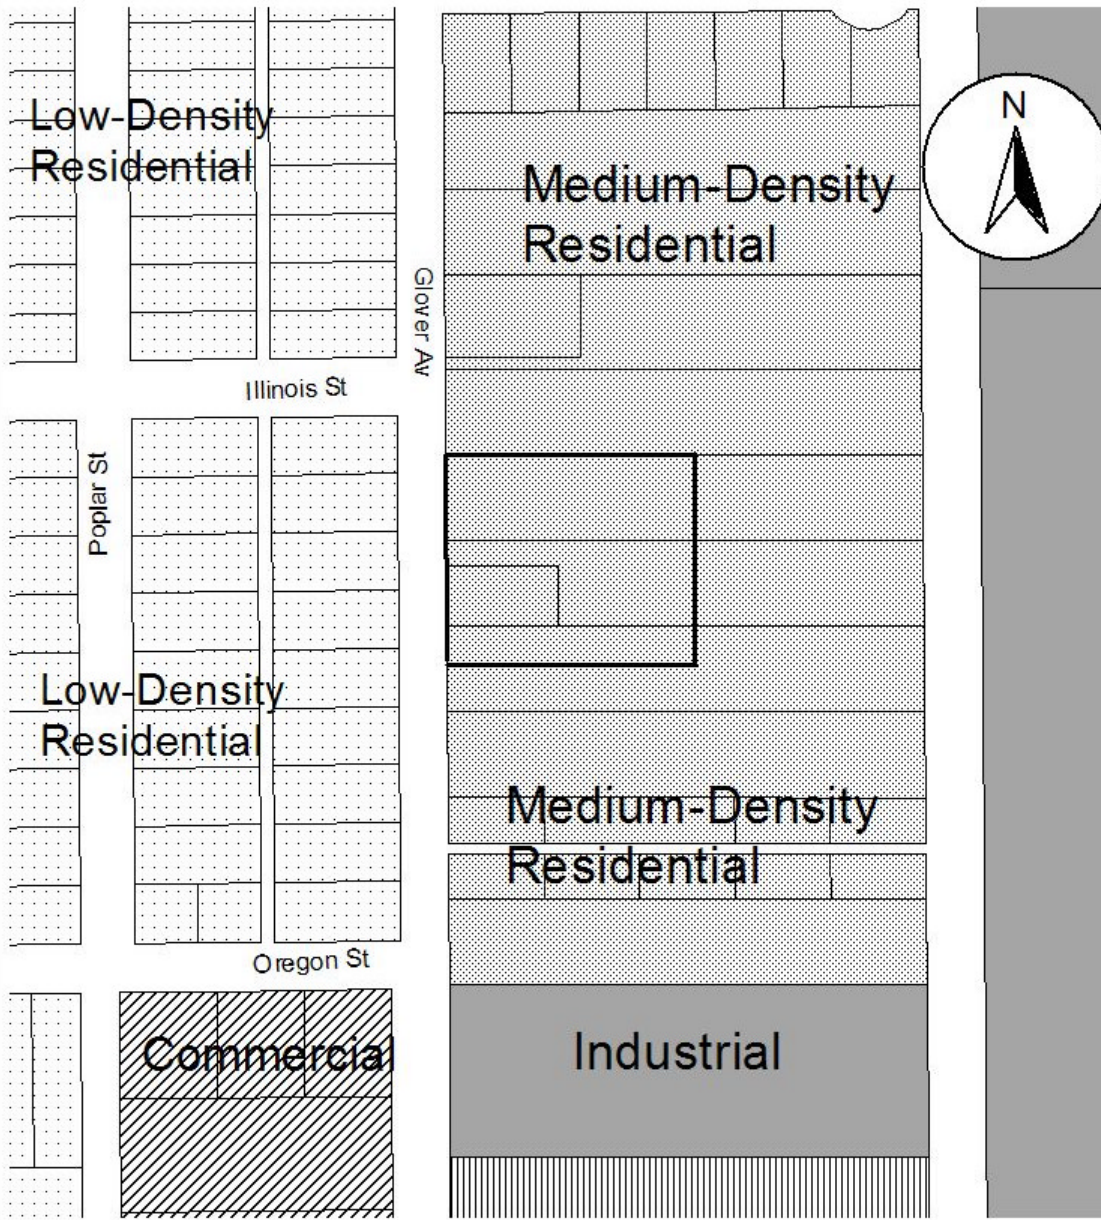 N
Low-Density
Residential
Medium-Density
Residential
Glover Av
Illinois St
Poplar St
Low-Density
Residential
Medium-Density
Residential
Oregon St
Commercial
Industrial